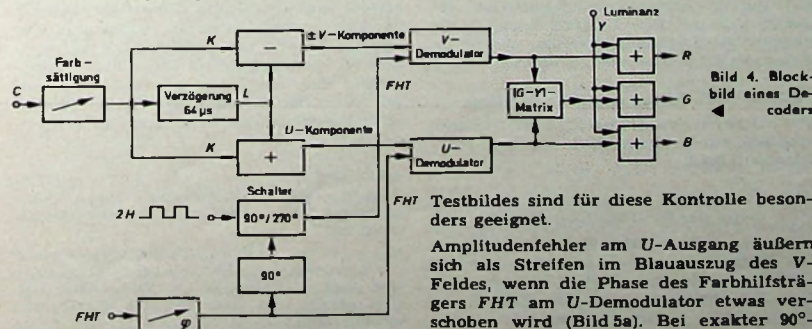 Luminanz
Y
± V-Komponente
V-
Demodulator
K
Farb-
sättigung
C
Verzögerung
64 µs
L
FHT
(G-Y)-
Matrix
R
G
B
U-Komponente
K
U-
Demodulator
Schalter
2H
90°/270°
FHT
90°
FHT
φ
Bild 4. Block-
bild eines De-
coders
Testbildes sind für diese Kontrolle beson-
ders geeignet.
Amplitudenfehler am U-Ausgang äußern
sich als Streifen im Blauauszug des V-
Feldes, wenn die Phase des Farbhilfsträ-
gers FHT am U-Demodulator etwas ver-
schoben wird (Bild 5a). Bei exakter 90°-